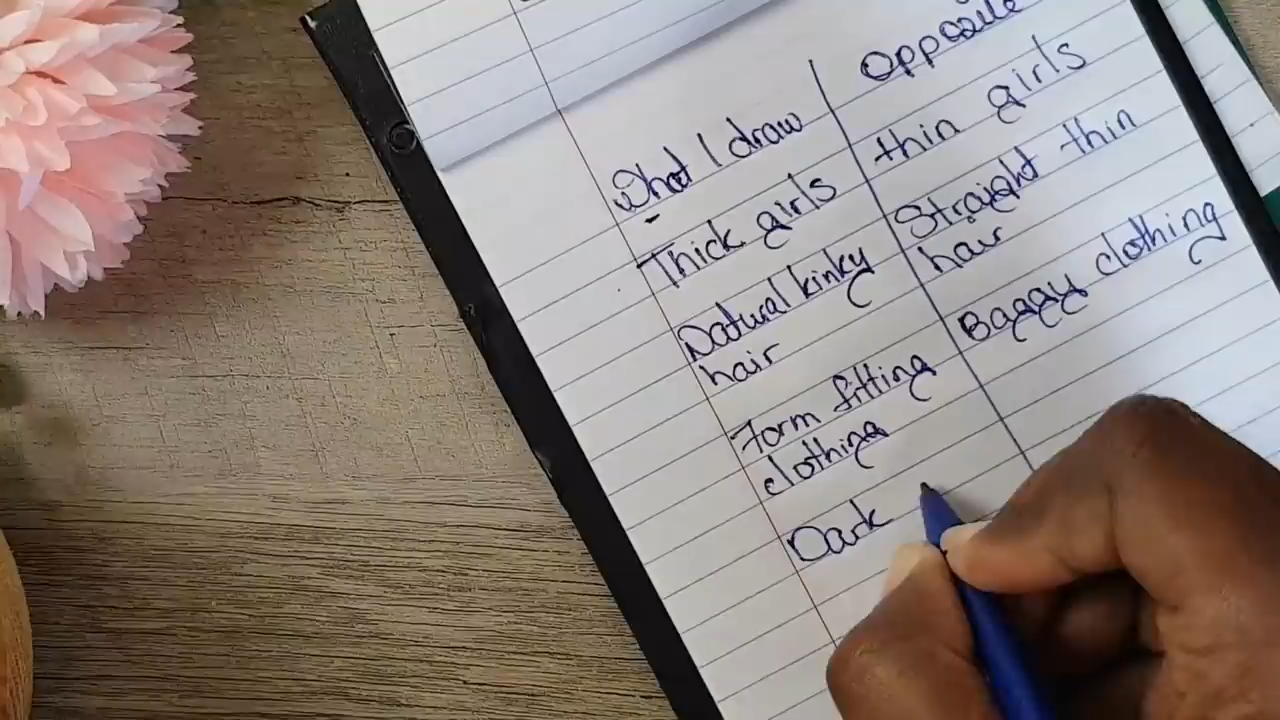 What I draw
Opposite
Thick girls
thin girls
Natural kinky
hair
Straight thin
hair
Form fitting
clothing
Baggy clothing
Dark